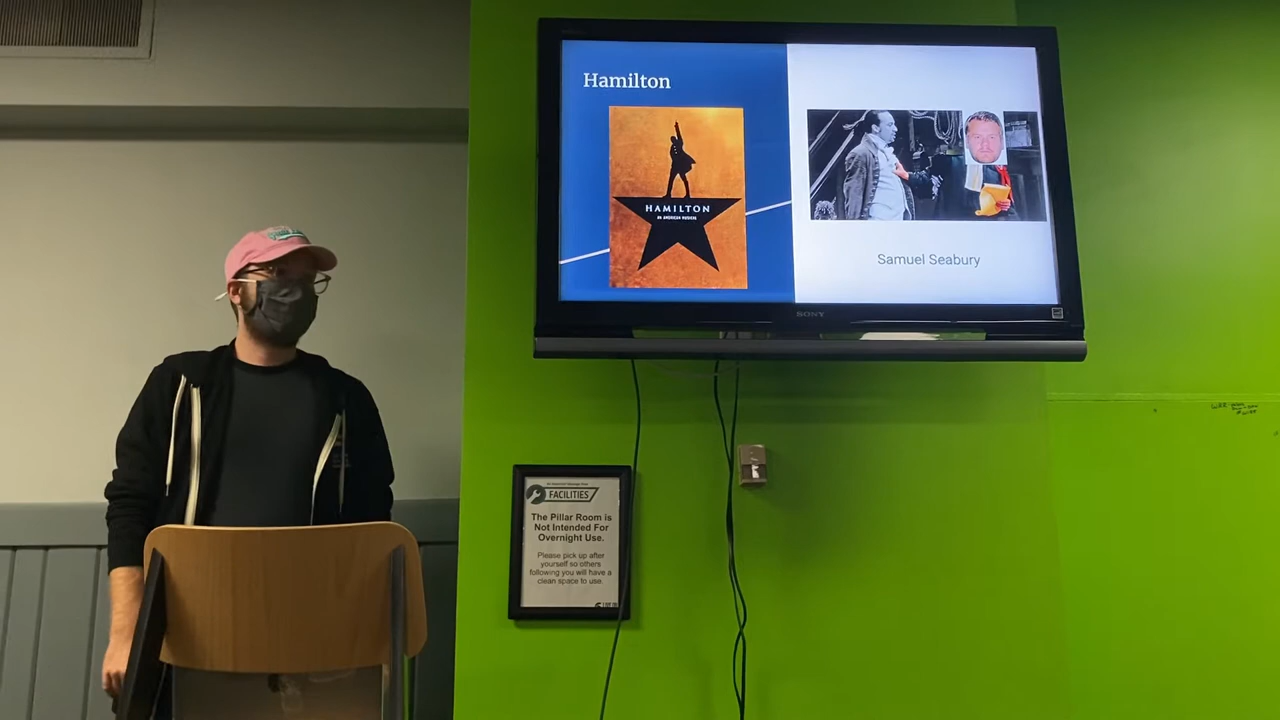 Hamilton
HAMILTON
AN AMERICAN MUSICAL
Samuel Seabury
SONY
FACILITIES
The Pillar Room is
Not Intended For
Overnight Use.
Please pick up after
yourself so others
following you will have a
clean space to use.